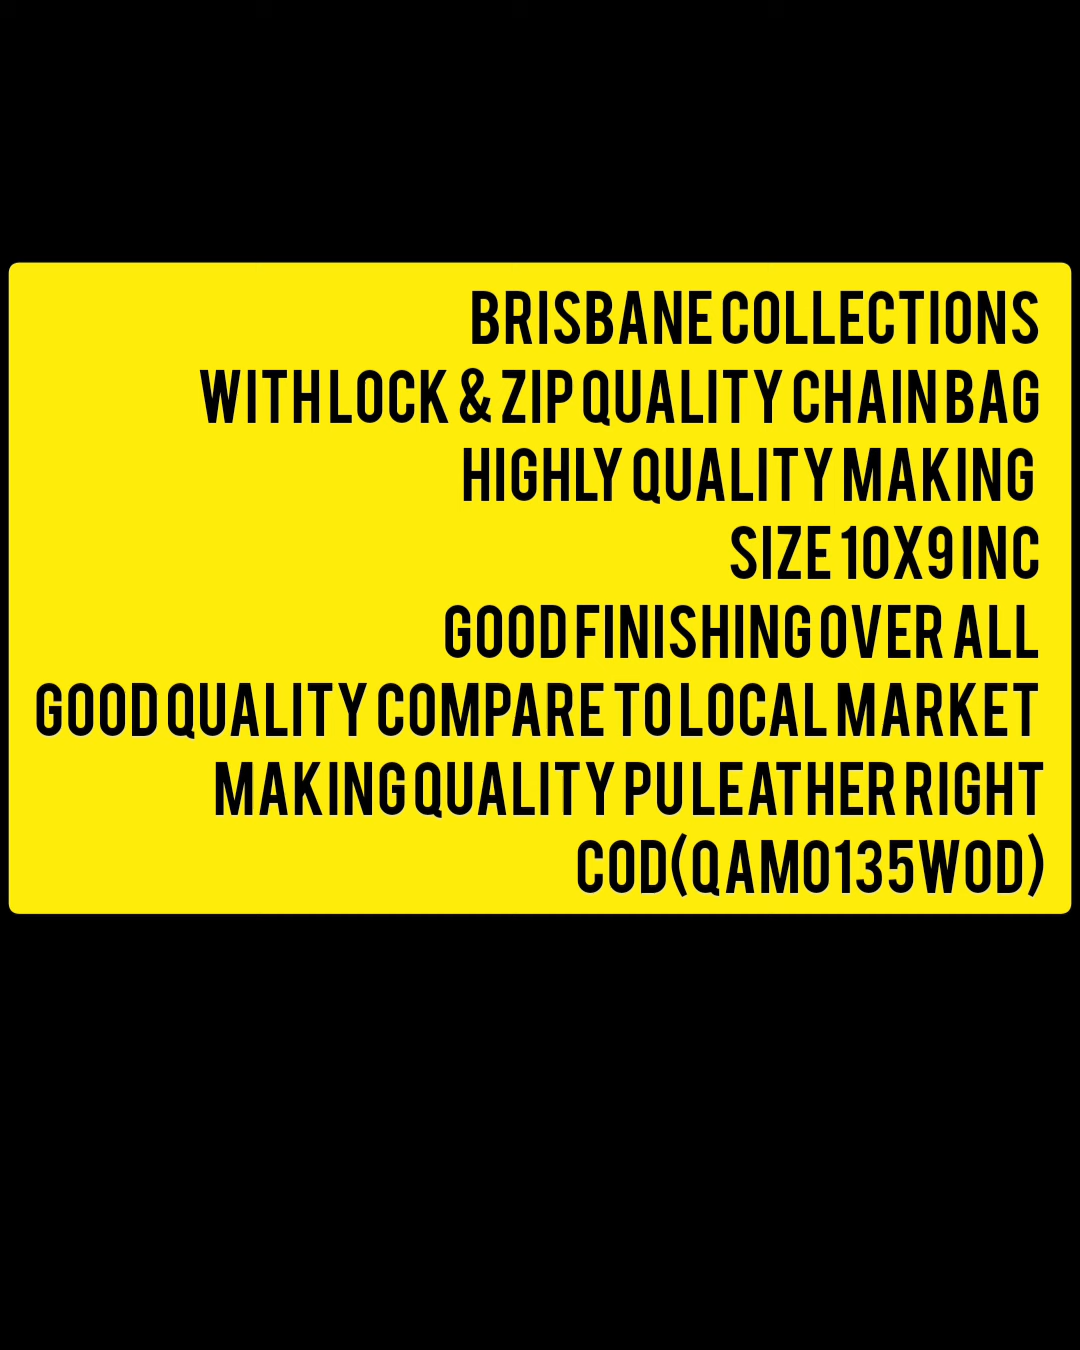 BRISBANE COLLECTIONS
WITH LOCK & ZIP QUALITY CHAIN BAG
HIGHLY QUALITY MAKING
SIZE 10X9 INC
GOOD FINISHING OVER ALL
GOOD QUALITY COMPARE TO LOCAL MARKET
MAKING QUALITY PU LEATHER RIGHT
COD(QAM0135WOD)